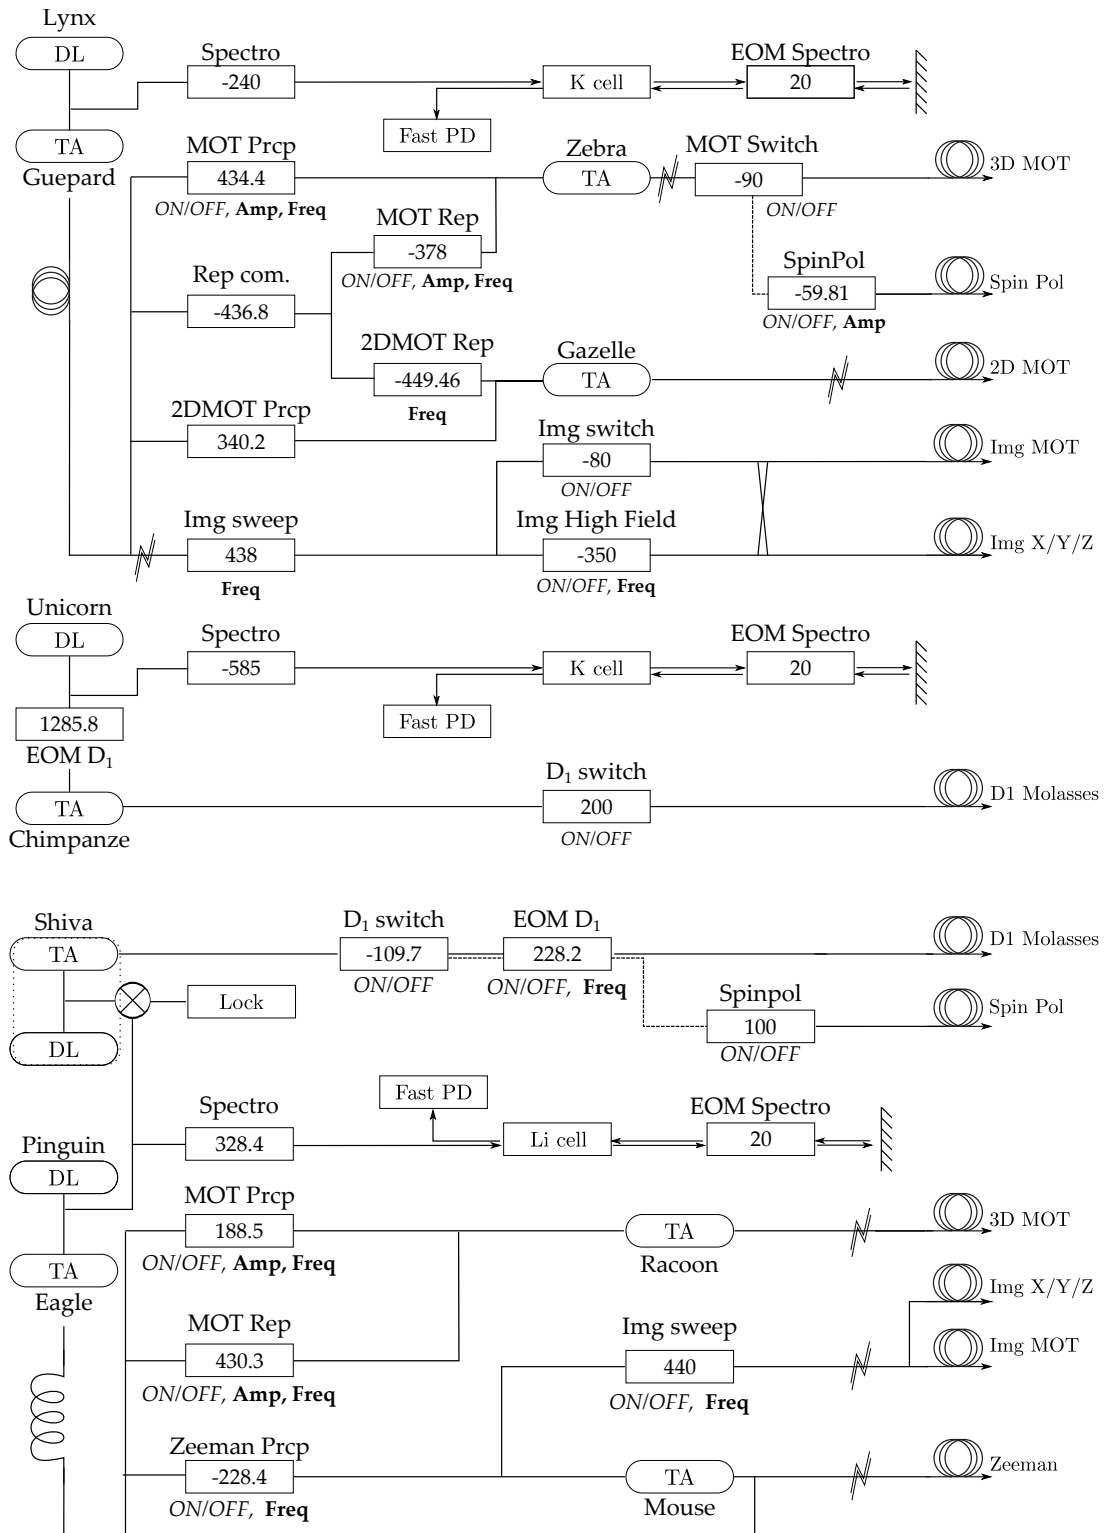 Lynx
DL
Spectro
-240
K cell
EOM Spectro
20
Fast PD
TA
Guepard
MOT Prcp
434.4
ON/OFF, Amp, Freq
Zebra
TA
MOT Switch
-90
ON/OFF
3D MOT
MOT Rep
-378
ON/OFF, Amp, Freq
Rep com.
-436.8
SpinPol
-59.81
ON/OFF, Amp
Spin Pol
2DMOT Rep
-449.46
Freq
Gazelle
TA
2D MOT
2DMOT Prcp
340.2
Img switch
-80
ON/OFF
Img MOT
Img sweep
438
Freq
Img High Field
-350
ON/OFF, Freq
Img X/Y/Z
Unicorn
DL
Spectro
-585
K cell
EOM Spectro
20
Fast PD
1285.8
EOM D1
TA
Chimpanze
D1 switch
200
ON/OFF
D1 Molasses
Shiva
TA
D1 switch
-109.7
ON/OFF
EOM D1
228.2
ON/OFF, Freq
D1 Molasses
Lock
DL
Spinpol
100
ON/OFF
Spin Pol
Fast PD
Spectro
328.4
Li cell
EOM Spectro
20
Pinguin
DL
TA
Eagle
MOT Prcp
188.5
ON/OFF, Amp, Freq
TA
Racoon
3D MOT
Img X/Y/Z
MOT Rep
430.3
ON/OFF, Amp, Freq
Img sweep
440
ON/OFF, Freq
Img MOT
Zeeman Prcp
-228.4
ON/OFF, Freq
TA
Mouse
Zeeman